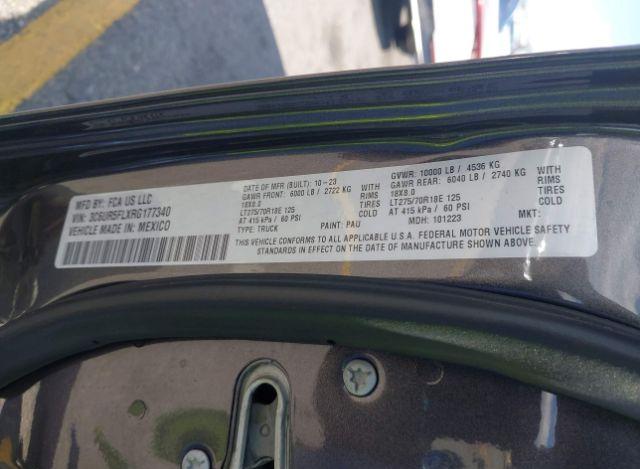 MFD BY: FCA US LLC
VIN: 3C6UR5FLXRG177340
VEHICLE MADE IN: MEXICO
DATE OF MFR (BUILT): 10-23
GAWR FRONT: 6000 LB / 2722 KG
18X8.0 WITH
LT275/70R18E 125 RIMS
AT 415 kPa / 60 PSI TIRES
TYPE: TRUCK PAINT: PAU
GVWR: 10000 LB / 4536 KG
GAWR REAR: 6040 LB / 2740 KG
18X8.0 WITH
LT275/70R18E 125 RIMS
AT 415 kPa / 60 PSI TIRES
MDH: 101223 MKT:
THIS VEHICLE CONFORMS TO ALL APPLICABLE U.S.A. FEDERAL MOTOR VEHICLE SAFETY
STANDARDS IN EFFECT ON THE DATE OF MANUFACTURE SHOWN ABOVE.